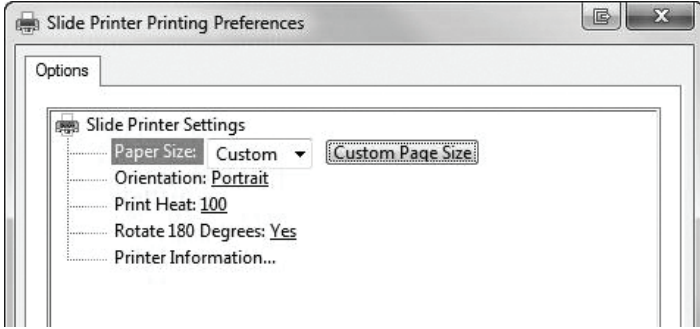 Slide Printer Printing Preferences
Options
Slide Printer Settings
Paper Size: Custom Custom Page Size
Orientation: Portrait
Print Heat: 100
Rotate 180 Degrees: Yes
Printer Information...